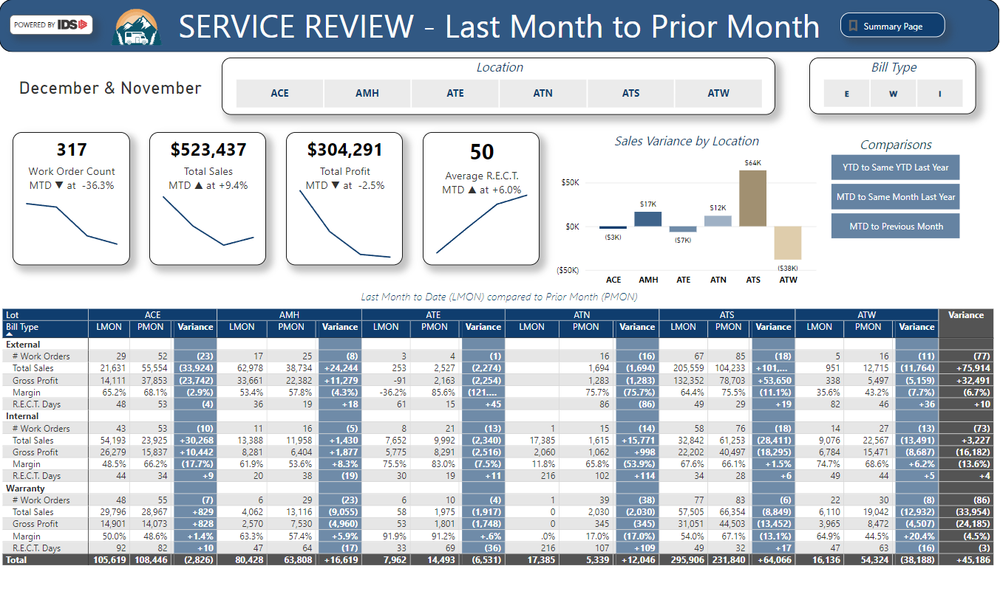 POWERED BY IDS
SERVICE REVIEW - Last Month to Prior Month
Summary Page
December & November
Location
ACE AMH ATE ATN ATS ATW
Bill Type
E W I
317
Work Order Count
MTD ▼ at -36.3%
$523,437
Total Sales
MTD ▲ at +9.4%
$304,291
Total Profit
MTD ▼ at -2.5%
50
Average R.E.C.T.
MTD ▲ at +6.0%
Sales Variance by Location
$50K
$0K
($50K)
($3K) $17K ($7K) $12K $64K ($38K)
ACE AMH ATE ATN ATS ATW
Comparisons
YTD to Same YTD Last Year
MTD to Same Month Last Year
MTD to Previous Month
Last Month to Date (LMON) compared to Prior Month (PMON)
Lot ACE AMH ATE ATN ATS ATW Variance
Bill Type LMON PMON Variance LMON PMON Variance LMON PMON Variance LMON PMON Variance LMON PMON Variance LMON PMON Variance
External
# Work Orders 29 52 (23) 17 25 (8) 3 4 (1) 16 (16) 67 85 (18) 5 16 (11) (77)
Total Sales 21,631 55,554 (33,924) 62,978 38,734 +24,244 253 2,527 (2,274) 1,694 (1,694) 205,559 104,233 +101,... 951 12,715 (11,764) +75,914
Gross Profit 14,111 37,853 (23,742) 33,661 22,382 +11,279 -91 2,163 (2,254) 1,283 (1,283) 132,352 78,703 +53,650 338 5,497 (5,159) +32,491
Margin 65.2% 68.1% (2.9%) 53.4% 57.8% (4.3%) -36.2% 85.6% (121.... 75.7% (75.7%) 64.4% 75.5% (11.1%) 35.6% 43.2% (7.7%) (6.7%)
R.E.C.T. Days 48 53 (4) 36 19 +18 61 15 +45 86 (86) 49 29 +19 82 46 +36 +10
Internal
# Work Orders 43 53 (10) 11 16 (5) 8 21 (13) 1 15 (14) 58 76 (18) 14 27 (13) (73)
Total Sales 54,193 23,925 +30,268 13,388 11,958 +1,430 7,652 9,992 (2,340) 17,385 1,615 +15,771 32,842 61,253 (28,411) 9,076 22,567 (13,491) +3,227
Gross Profit 26,279 15,837 +10,442 8,281 6,404 +1,877 5,775 8,291 (2,516) 2,060 1,062 +998 22,202 40,497 (18,295) 6,784 15,471 (8,687) (16,182)
Margin 48.5% 66.2% (17.7%) 61.9% 53.6% +8.3% 75.5% 83.0% (7.5%) 11.8% 65.8% (53.9%) 67.6% 66.1% +1.5% 74.7% 68.6% +6.2% (13.6%)
R.E.C.T. Days 44 34 +9 20 38 (19) 30 19 +11 216 102 +114 34 28 +6 49 44 +5 +4
Warranty
# Work Orders 48 55 (7) 6 29 (23) 6 10 (4) 1 39 (38) 77 83 (6) 22 30 (8) (86)
Total Sales 29,796 28,967 +829 4,062 13,116 (9,055) 58 1,975 (1,917) 0 2,030 (2,030) 57,505 66,354 (8,849) 6,110 19,042 (12,932) (33,954)
Gross Profit 14,901 14,073 +828 2,570 7,530 (4,960) 53 1,801 (1,748) 0 345 (345) 31,051 44,503 (13,452) 3,965 8,472 (4,507) (24,185)
Margin 50.0% 48.6% +1.4% 63.3% 57.4% +5.9% 91.9% 91.2% +.6% .0% 17.0% (17.0%) 54.0% 67.1% (13.1%) 64.9% 44.5% +20.4% (4.5%)
R.E.C.T. Days 92 82 +10 47 64 (17) 33 69 (36) 216 107 +109 49 32 +17 47 63 (16) (3)
Total 105,619 108,446 (2,826) 80,428 63,808 +16,619 7,962 14,493 (6,531) 17,385 5,339 +12,046 295,906 231,840 +64,066 16,136 54,324 (38,188) +45,186